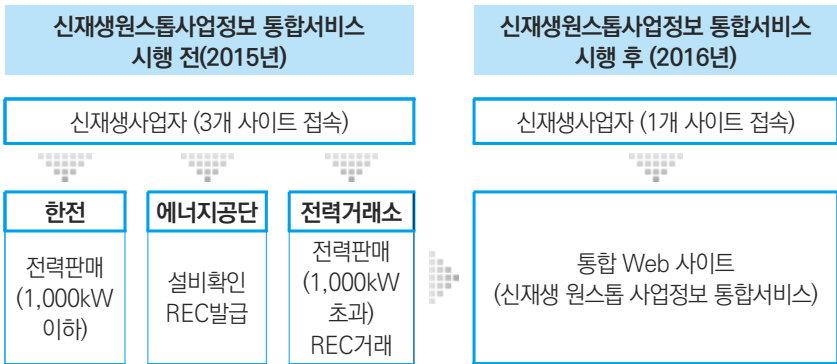 신재생원스톱사업정보 통합서비스
시행 전(2015년)
신재생사업자 (3개 사이트 접속)
한전
전력판매
(1,000kW
이하)
에너지공단
설비확인
REC발급
전력거래소
전력판매
(1,000kW
초과)
REC거래
신재생원스톱사업정보 통합서비스
시행 후 (2016년)
신재생사업자 (1개 사이트 접속)
통합 Web 사이트
(신재생 원스톱 사업정보 통합서비스)